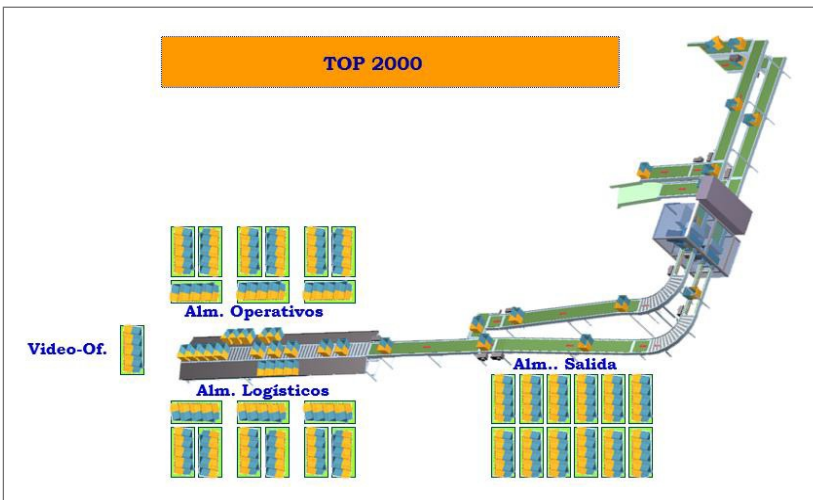 TOP 2000
Alm. Operativos
Video-Of.
Alm.. Salida
Alm. Logísticos